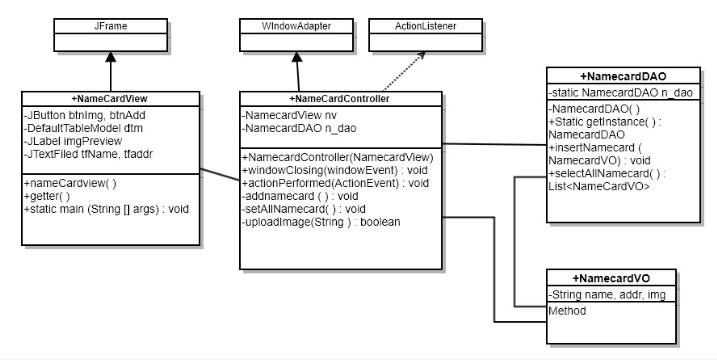 JFrame
WIndowAdapter
ActionListener
+NameCardView
-JButton btnImg, btnAdd
-DefaultTableModel dtm
-JLabel imgPreview
-JTextFiled tfName, tfaddr
+nameCardview( )
+getter( )
+static main (String [] args) : void
+NameCardController
-NamecardView nv
-NamecardDAO n_dao
+NamecardController(NamecardView)
+windowClosing(windowEvent) : void
+actionPerformed(ActionEvent) : void
-addnamecard ( ) : void
-setAllNamecard( ) : void
-uploadImage(String ) : boolean
+NamecardDAO
-static NamecardDAO n_dao
-NamecardDAO( )
+Static getInstance( ) :
NamecardDAO
+insertNamecard (
NamecardVO) : void
+selectAllNamecard( ) :
List<NameCardVO>
+NamecardVO
-String name, addr, img
Method